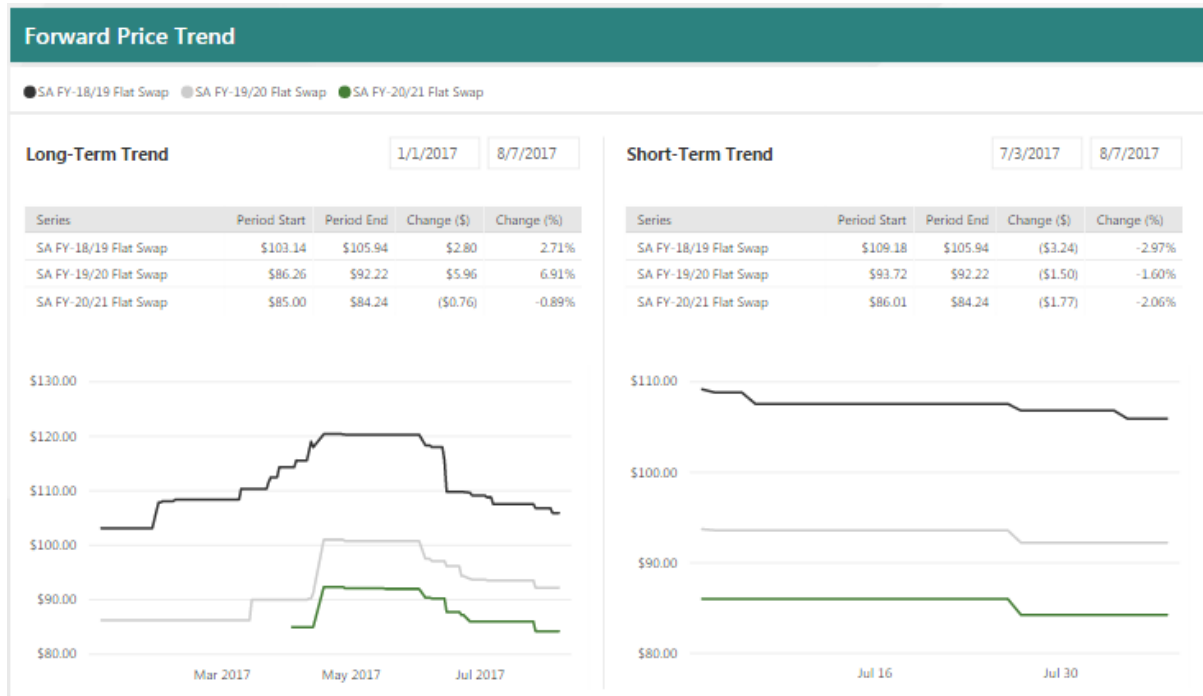 Forward Price Trend
SA FY-18/19 Flat Swap SA FY-19/20 Flat Swap SA FY-20/21 Flat Swap
Long-Term Trend 1/1/2017 8/7/2017
Series Period Start Period End Change ($) Change (%)
SA FY-18/19 Flat Swap $103.14 $105.94 $2.80 2.71%
SA FY-19/20 Flat Swap $86.26 $92.22 $5.96 6.91%
SA FY-20/21 Flat Swap $85.00 $84.24 ($0.76) -0.89%
$130.00
$120.00
$110.00
$100.00
$90.00
$80.00
Mar 2017 May 2017 Jul 2017
Short-Term Trend 7/3/2017 8/7/2017
Series Period Start Period End Change ($) Change (%)
SA FY-18/19 Flat Swap $109.18 $105.94 ($3.24) -2.97%
SA FY-19/20 Flat Swap $93.72 $92.22 ($1.50) -1.60%
SA FY-20/21 Flat Swap $86.01 $84.24 ($1.77) -2.06%
$110.00
$100.00
$90.00
$80.00
Jul 16 Jul 30